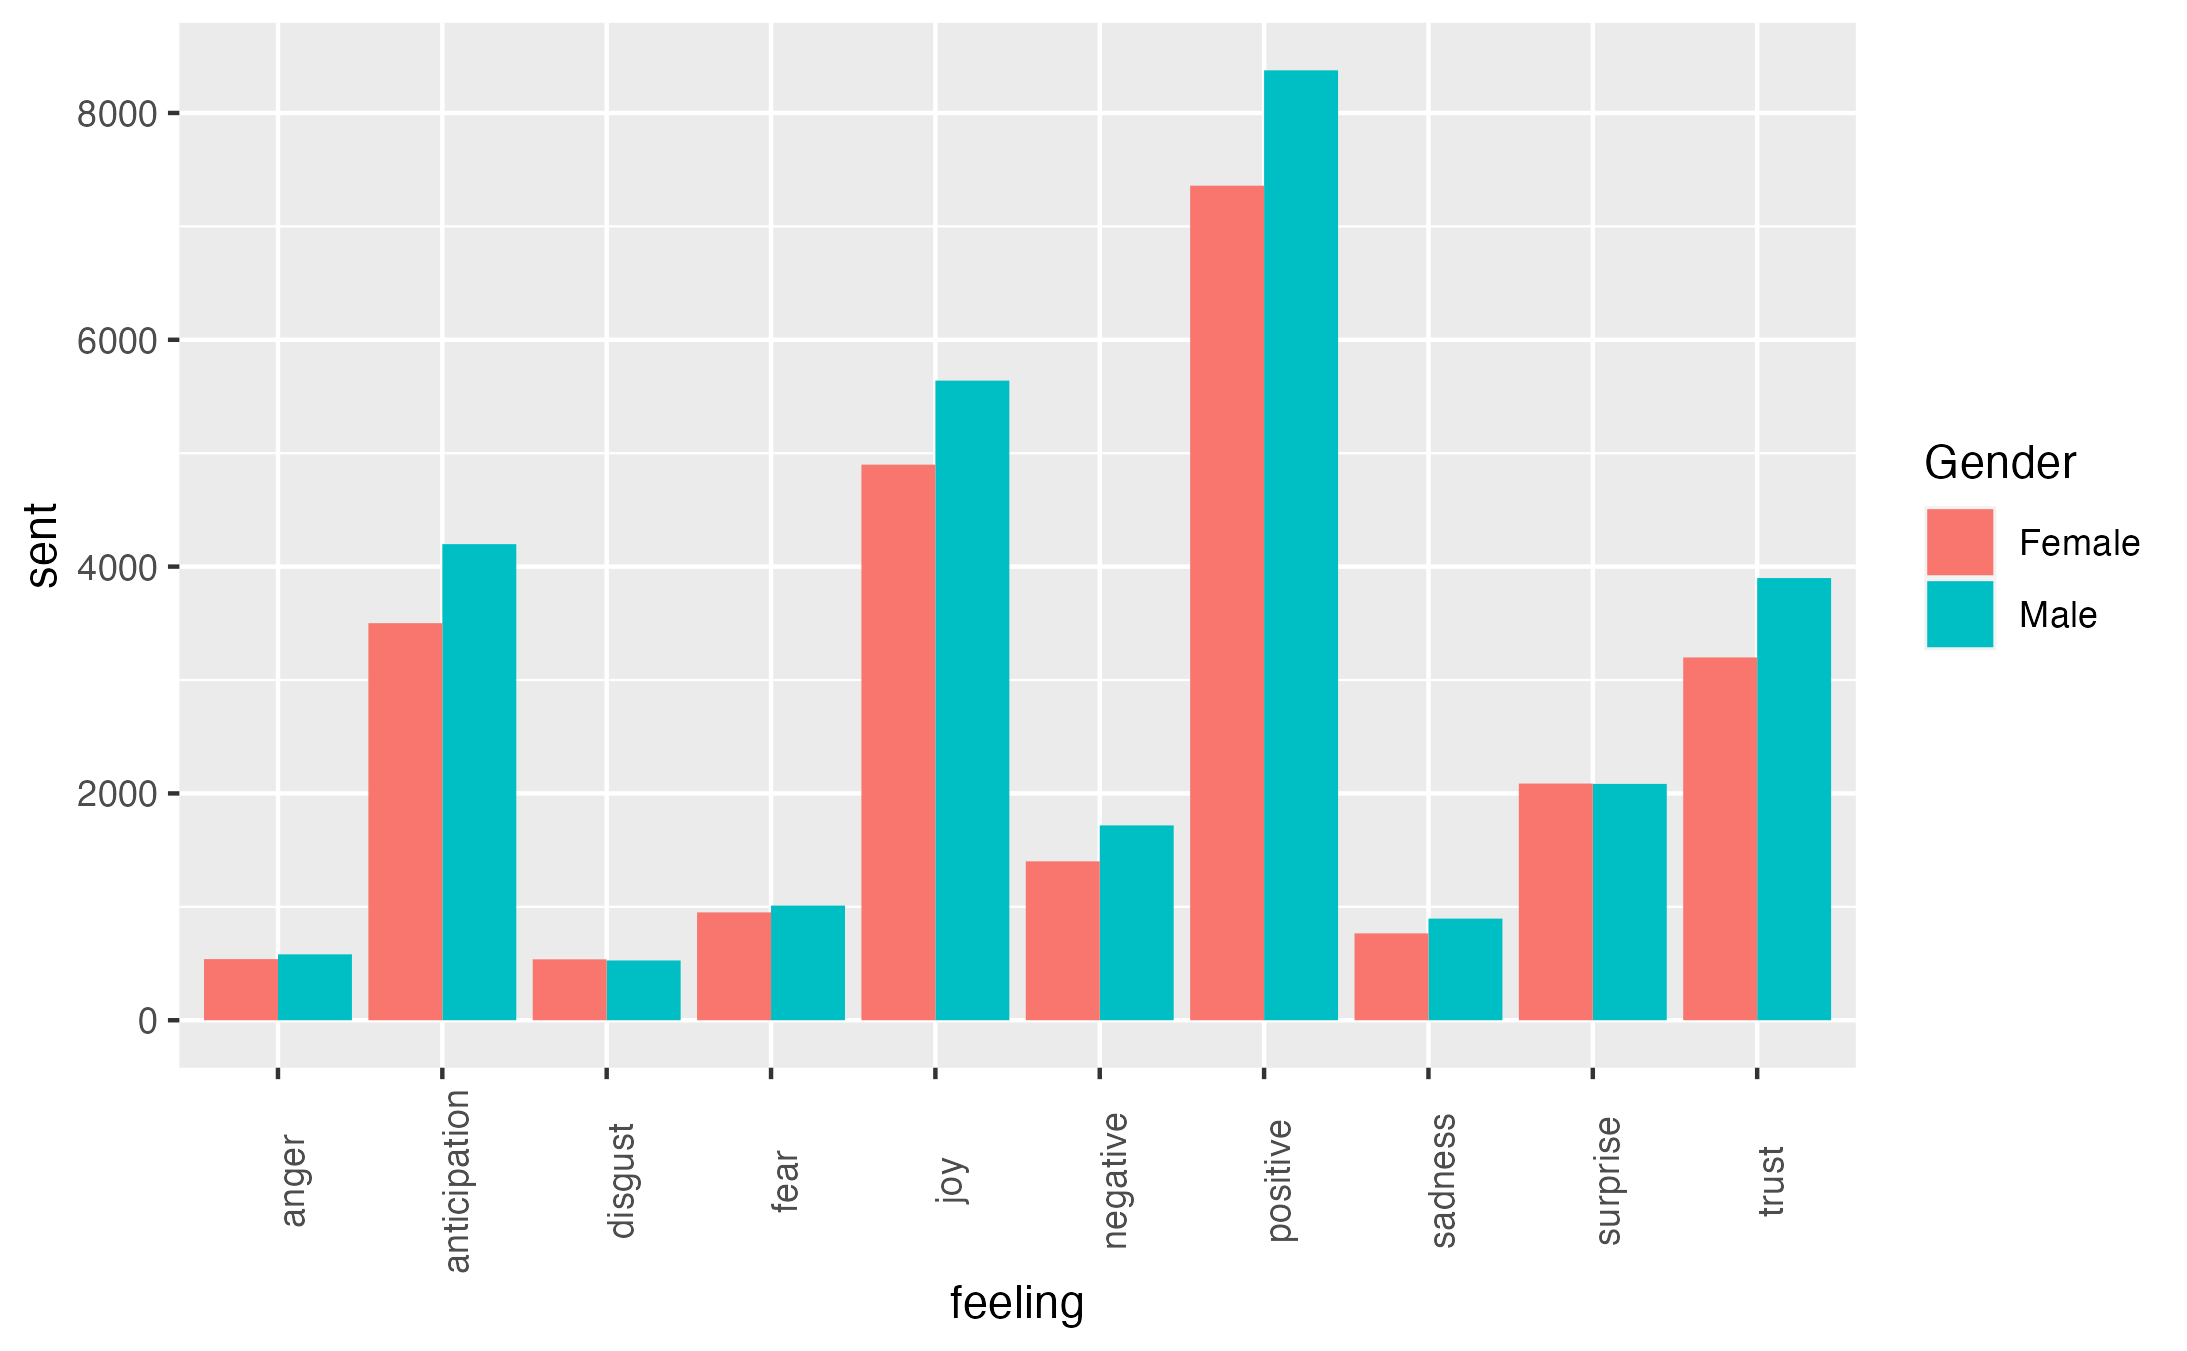 sent
8000
6000
4000
2000
0
anger
anticipation
disgust
fear
joy
negative
positive
sadness
surprise
trust
feeling
Gender
Female
Male